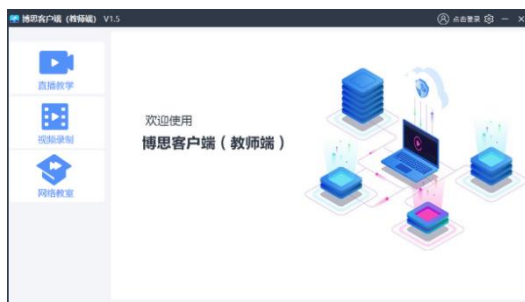 博思客户端（教师端） V1.5
点击登录
直播教学
视频录制
网络教室
欢迎使用
博思客户端（教师端）